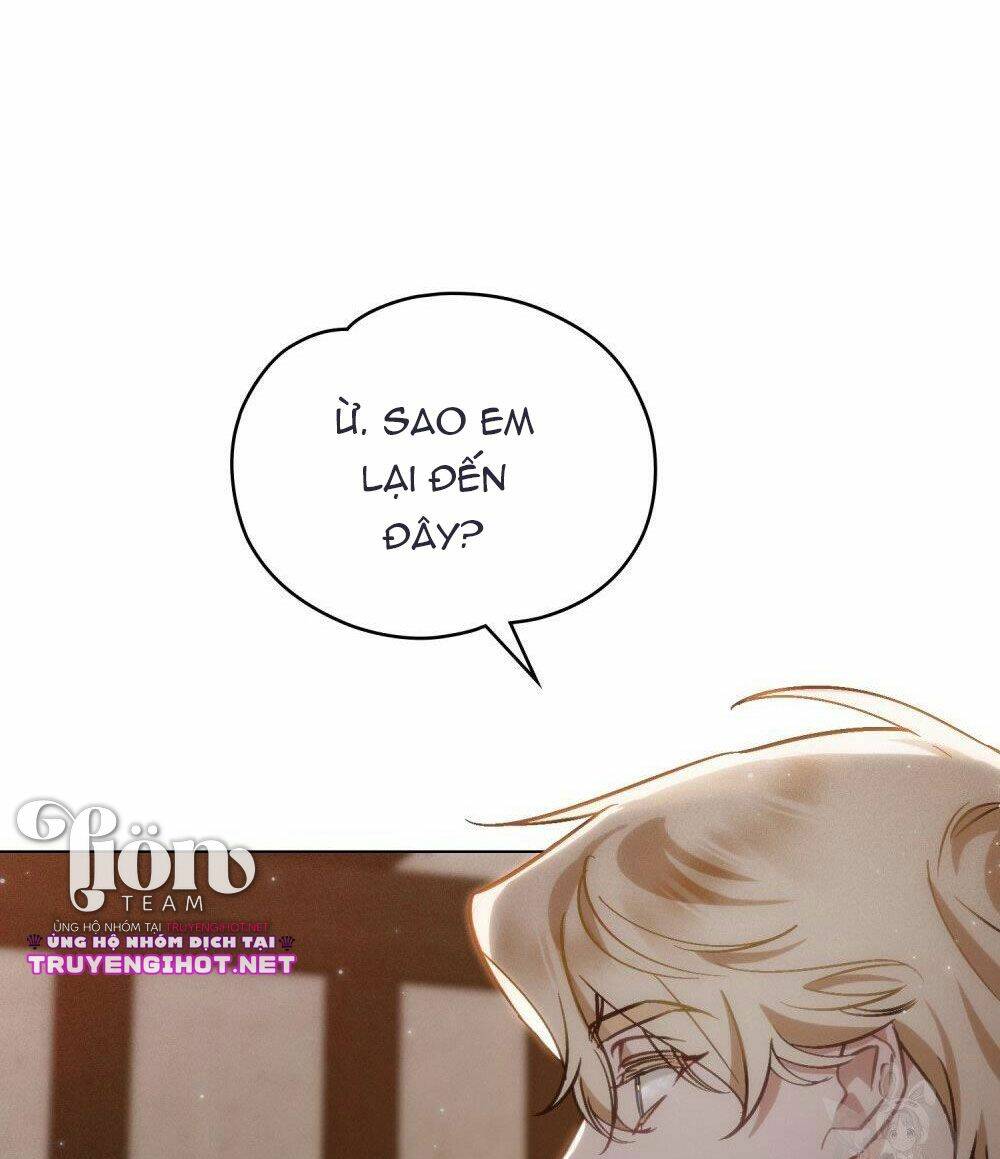 Ừ. SAO EM
LẠI ĐẾN
ĐÂY?
Lion
TEAM
ỦNG HỘ NHÓM TẠI TRUYENGIHOT.NET
ỦNG HỘ NHÓM DỊCH TẠI
TRUYENGIHOT.NET